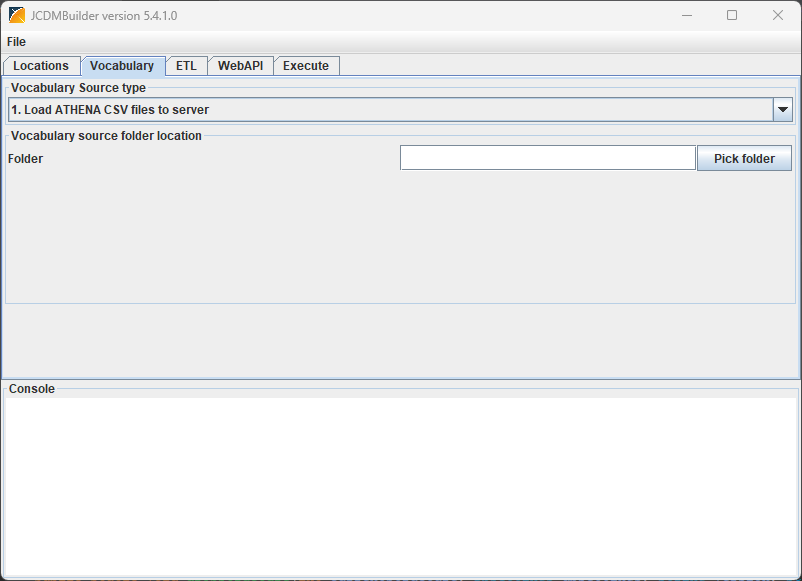 JCDMBuilder version 5.4.1.0
File
Locations Vocabulary ETL WebAPI Execute
Vocabulary Source type
1. Load ATHENA CSV files to server
Vocabulary source folder location
Folder Pick folder
Console